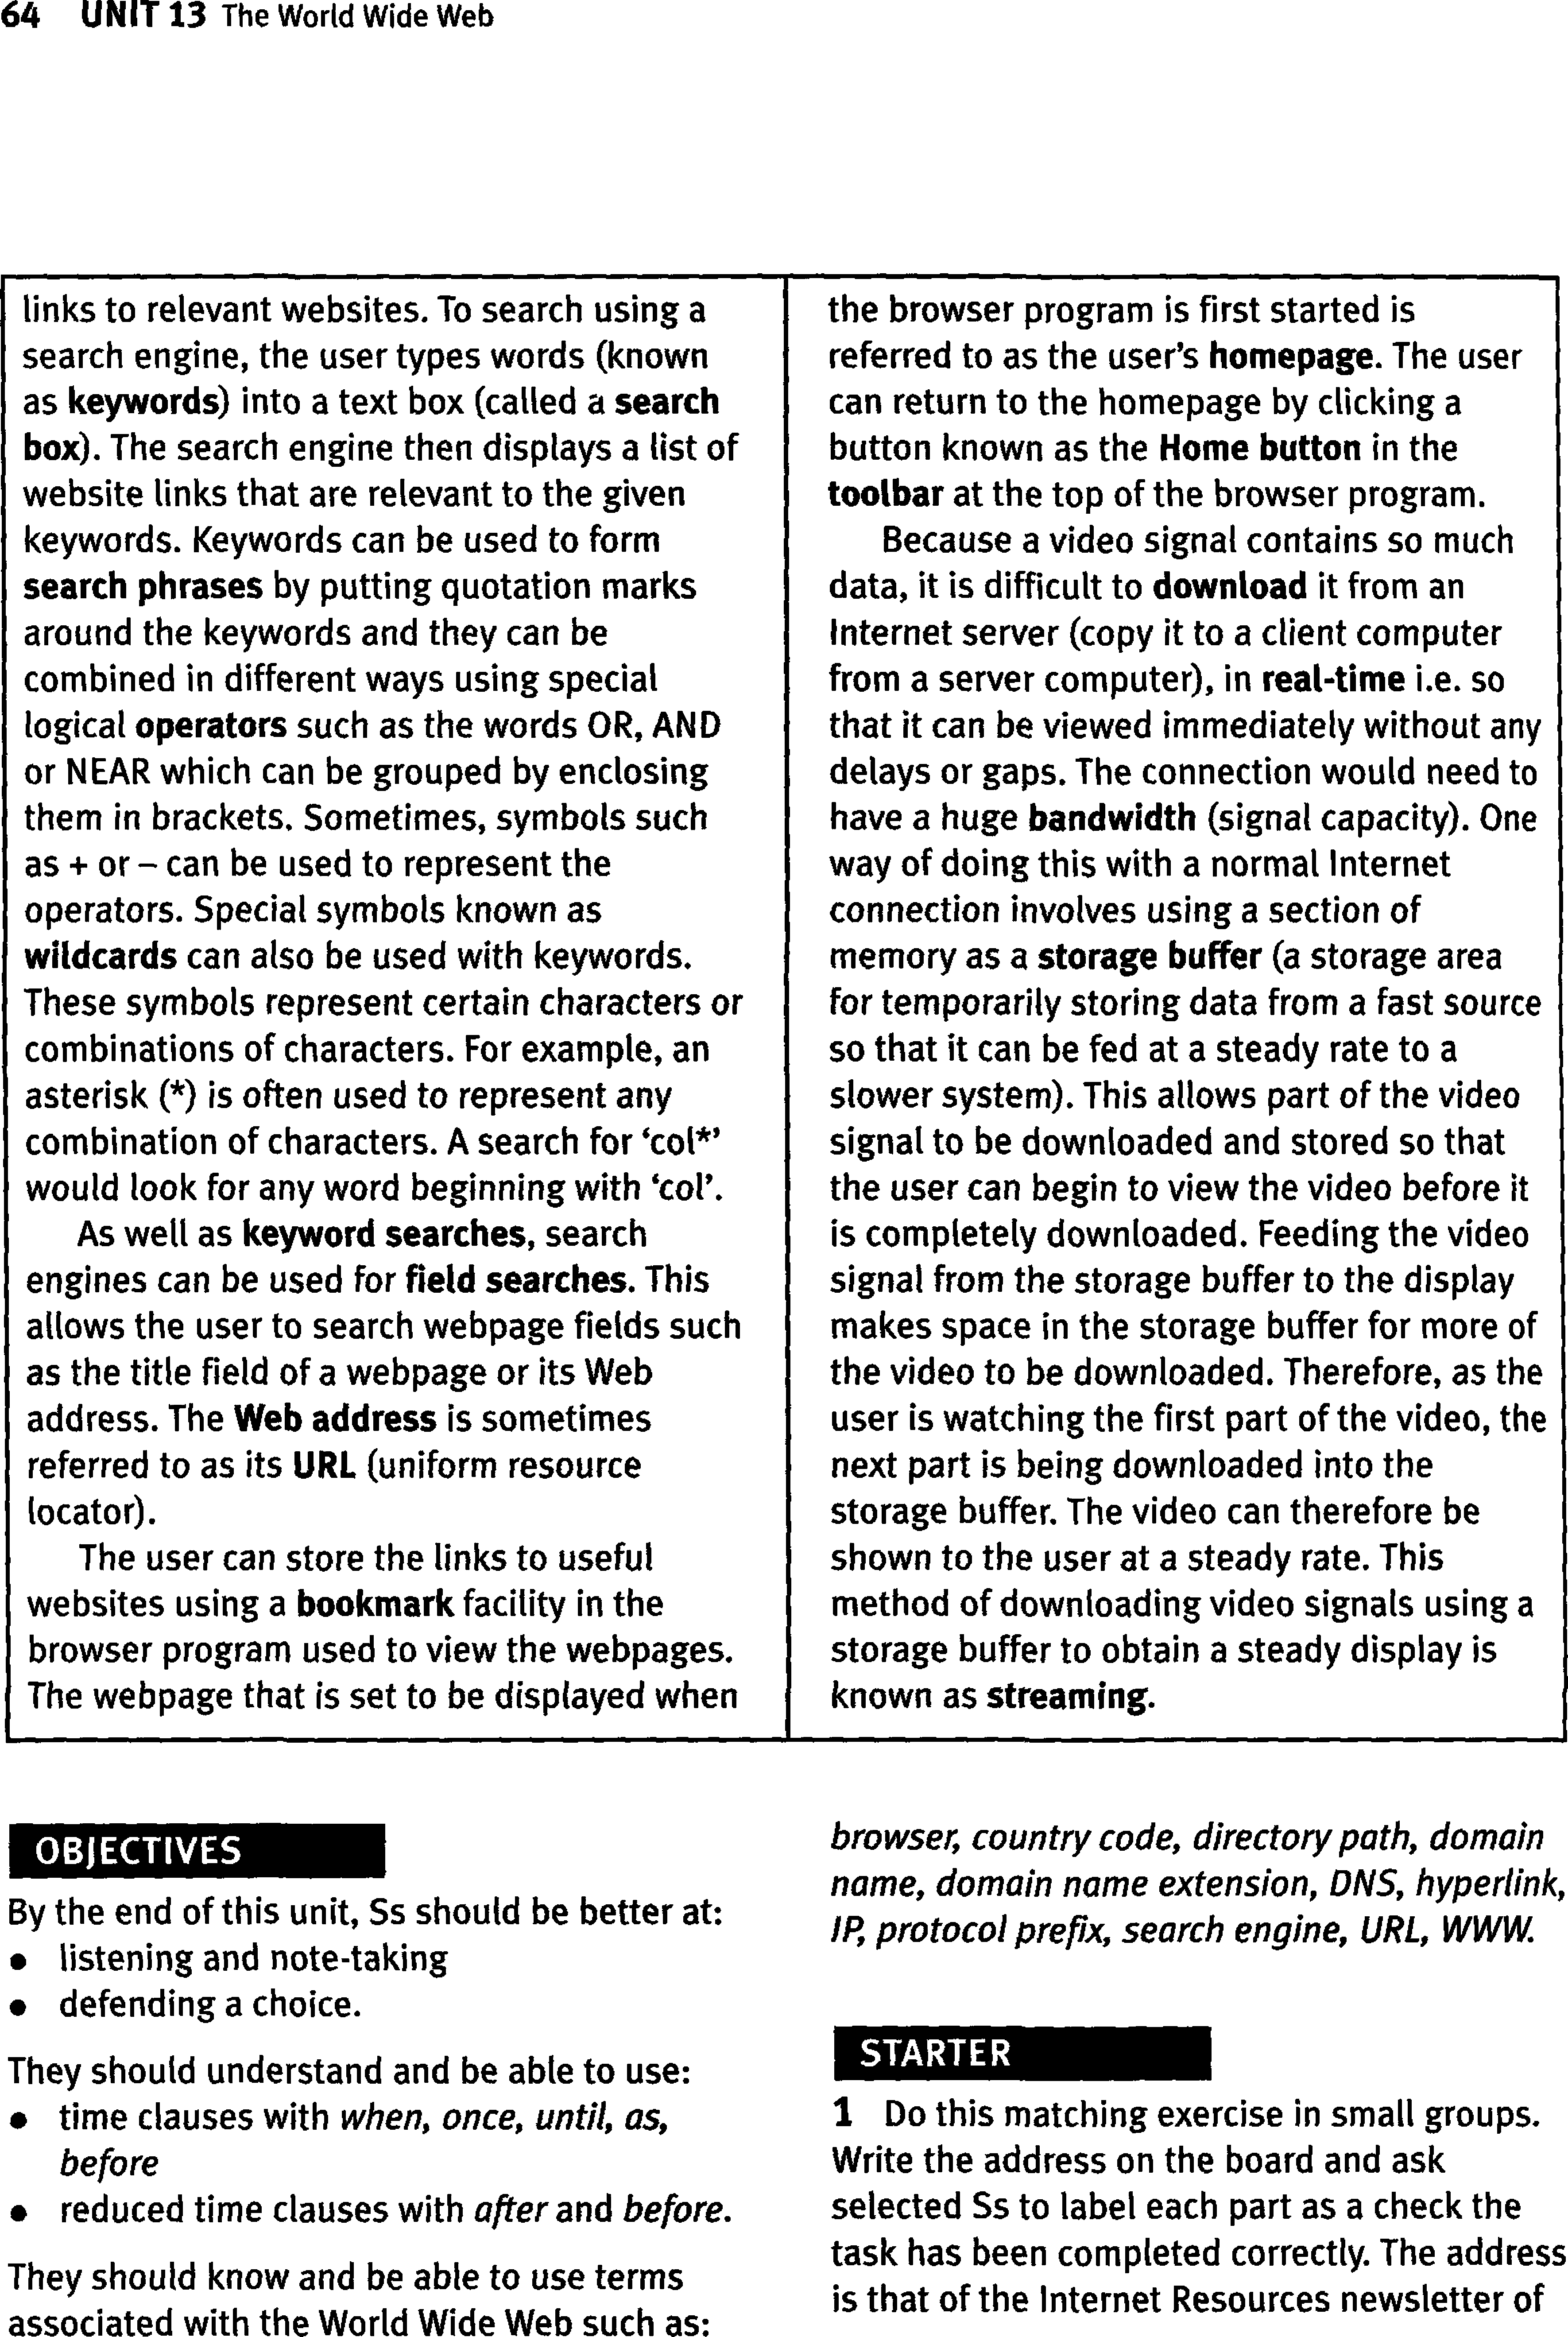 64 UNIT 13 The World Wide Web
links to relevant websites. To search using a
search engine, the user types words (known
as keywords) into a text box (called a search
box). The search engine then displays a list of
website links that are relevant to the given
keywords. Keywords can be used to form
search phrases by putting quotation marks
around the keywords and they can be
combined in different ways using special
logical operators such as the words OR, AND
or NEAR which can be grouped by enclosing
them in brackets. Sometimes, symbols such
as + or – can be used to represent the
operators. Special symbols known as
wildcards can also be used with keywords.
These symbols represent certain characters or
combinations of characters. For example, an
asterisk (*) is often used to represent any
combination of characters. A search for ‘col*’
would look for any word beginning with ‘col’.
As well as keyword searches, search
engines can be used for field searches. This
allows the user to search webpage fields such
as the title field of a webpage or its Web
address. The Web address is sometimes
referred to as its URL (uniform resource
locator).
The user can store the links to useful
websites using a bookmark facility in the
browser program used to view the webpages.
The webpage that is set to be displayed when
the browser program is first started is
referred to as the user’s homepage. The user
can return to the homepage by clicking a
button known as the Home button in the
toolbar at the top of the browser program.
Because a video signal contains so much
data, it is difficult to download it from an
Internet server (copy it to a client computer
from a server computer), in real-time i.e. so
that it can be viewed immediately without any
delays or gaps. The connection would need to
have a huge bandwidth (signal capacity). One
way of doing this with a normal Internet
connection involves using a section of
memory as a storage buffer (a storage area
for temporarily storing data from a fast source
so that it can be fed at a steady rate to a
slower system). This allows part of the video
signal to be downloaded and stored so that
the user can begin to view the video before it
is completely downloaded. Feeding the video
signal from the storage buffer to the display
makes space in the storage buffer for more of
the video to be downloaded. Therefore, as the
user is watching the first part of the video, the
next part is being downloaded into the
storage buffer. The video can therefore be
shown to the user at a steady rate. This
method of downloading video signals using a
storage buffer to obtain a steady display is
known as streaming.
OBJECTIVES
By the end of this unit, Ss should be better at:
• listening and note-taking
• defending a choice.
They should understand and be able to use:
• time clauses with when, once, until, as,
before
• reduced time clauses with after and before.
They should know and be able to use terms
associated with the World Wide Web such as:
browser, country code, directory path, domain
name, domain name extension, DNS, hyperlink,
IP, protocol prefix, search engine, URL, WWW.
STARTER
1 Do this matching exercise in small groups.
Write the address on the board and ask
selected Ss to label each part as a check the
task has been completed correctly. The address
is that of the Internet Resources newsletter of